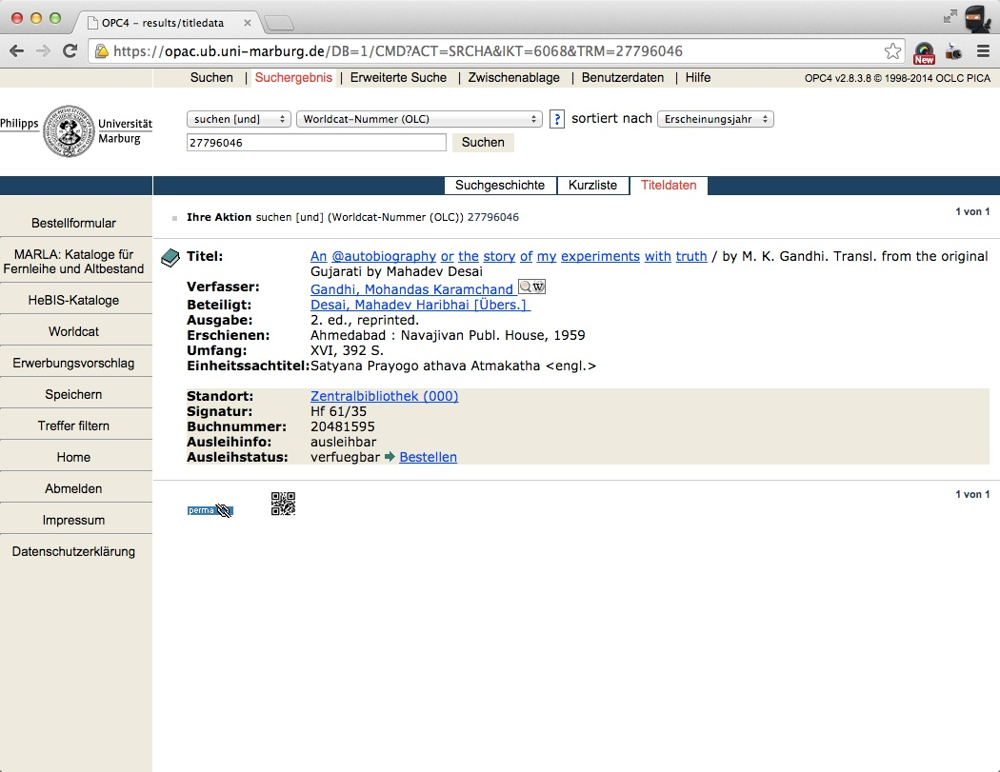 OPC4 – results/titledata
https://opac.ub.uni-marburg.de/DB=1/CMD?ACT=SRCHA&IKT=6068&TRM=27796046
New
Suchen | Suchergebnis | Erweiterte Suche | Zwischenablage | Benutzerdaten | Hilfe
OPC4 v2.8.3.8 © 1998-2014 OCLC PICA
Philipps Universität
Marburg
suchen [und] Worldcat-Nummer (OLC) ? sortiert nach Erscheinungsjahr
27796046 Suchen
Suchgeschichte Kurzliste Titeldaten
Bestellformular
MARLA: Kataloge für
Fernleihe und Altbestand
HeBIS-Kataloge
Worldcat
Erwerbungsvorschlag
Speichern
Treffer filtern
Home
Abmelden
Impressum
Datenschutzerklärung
Ihre Aktion suchen [und] (Worldcat-Nummer (OLC)) 27796046
1 von 1
Titel: An @autobiography or the story of my experiments with truth / by M. K. Gandhi. Transl. from the original
Gujarati by Mahadev Desai
Verfasser: Gandhi, Mohandas Karamchand W
Beteiligt: Desai, Mahadev Haribhai [Übers.]
Ausgabe: 2. ed., reprinted.
Erschienen: Ahmedabad : Navajivan Publ. House, 1959
Umfang: XVI, 392 S.
Einheitssachtitel: Satyana Prayogo athava Atmakatha <engl.>
Standort: Zentralbibliothek (000)
Signatur: Hf 61/35
Buchnummer: 20481595
Ausleihinfo: ausleihbar
Ausleihstatus: verfuegbar Bestellen
1 von 1
perma